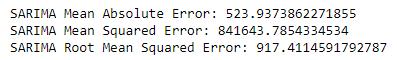 SARIMA Mean Absolute Error: 523.9373862271855
SARIMA Mean Squared Error: 841643.7854334534
SARIMA Root Mean Squared Error: 917.4114591792787